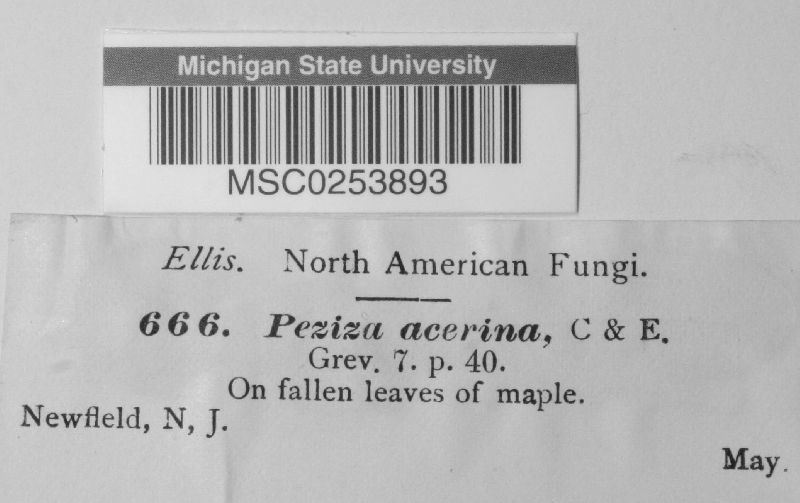 Michigan State University
MSC0253893
Ellis. North American Fungi.
666. Peziza acerina, C & E.
Grev. 7. p. 40.
On fallen leaves of maple.
Newfield, N, J.
May.